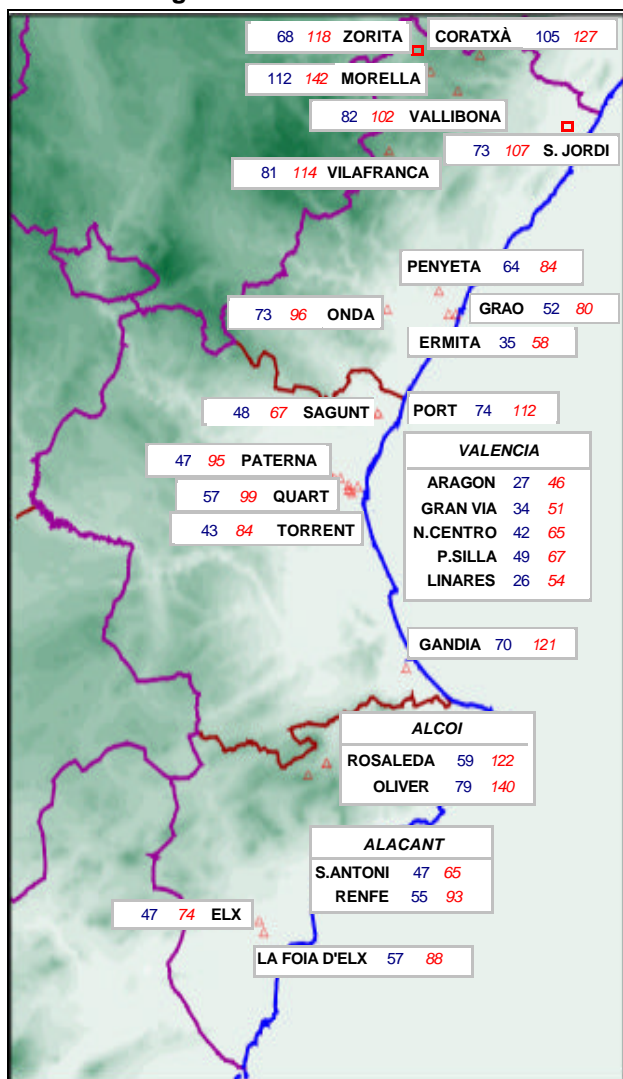 68 118 ZORITA
CORATXÀ 105 127
112 142 MORELLA
82 102 VALLIBONA
73 107 S. JORDI
81 114 VILAFRANCA
PENYETA 64 84
73 96 ONDA
GRAO 52 80
ERMITA 35 58
48 67 SAGUNT
PORT 74 112
47 95 PATERNA
57 99 QUART
43 84 TORRENT
VALENCIA
ARAGON 27 46
GRAN VIA 34 51
N.CENTRO 42 65
P.SILLA 49 67
LINARES 26 54
GANDIA 70 121
ALCOI
ROSALEDA 59 122
OLIVER 79 140
ALACANT
S.ANTONI 47 65
RENFE 55 93
47 74 ELX
LA FOIA D'ELX 57 88